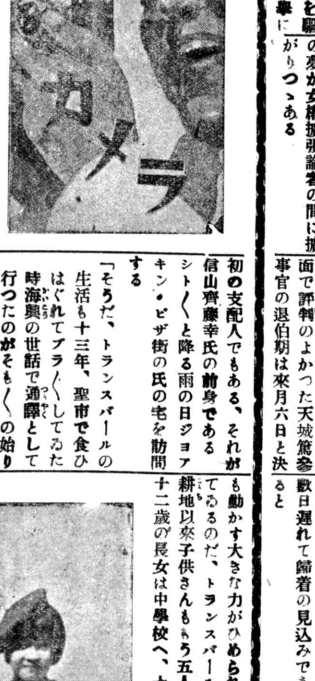 の夢が女権拡張論者の間に拡
がりつゝある
面で評判のよかつた天城篤参
事官の退伯期は來月六日と決
数日遅れて帰着の見込みであ
ると
カメラ
初の支配人でもある、それが
信山齊藤幸氏の前身である
シト〳〵と降る雨の日ジョア
キン・ピザ街の氏の宅を訪問
する
「そうだ、トランスバールの
生活も十三年、聖市で食ひ
はぐれてブラ〳〵してゐた
時海興の世話で通譯として
行つたのがそも〳〵の始り
も動かす大きな力がひめられ
てゐるのだ、トランスバー
耕地以來子供さんももう五人
十二歳の長女は中學校へ、